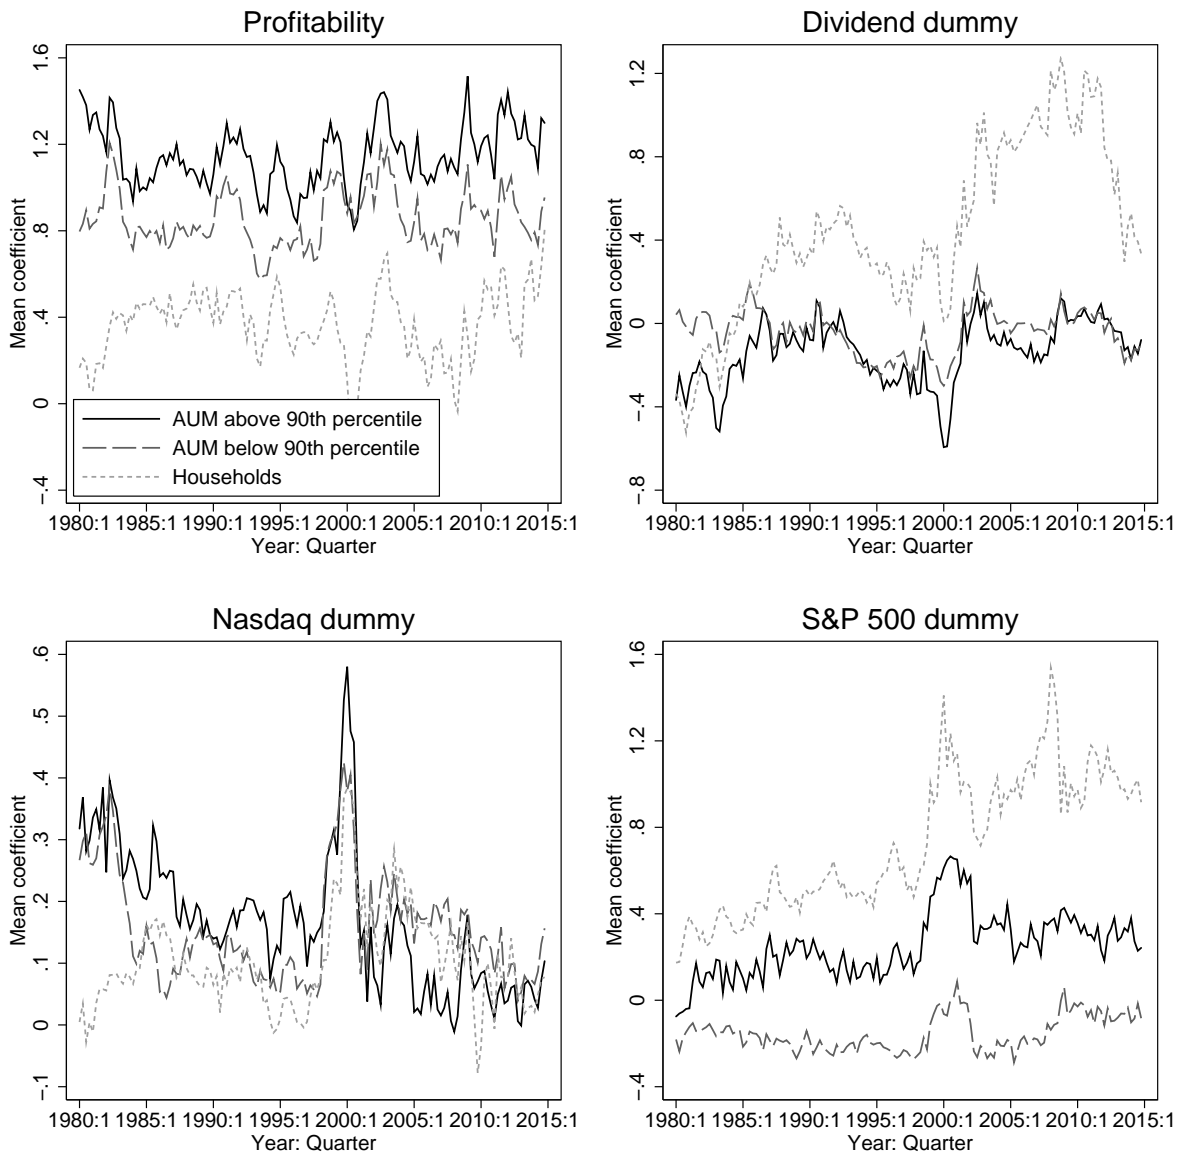 Profitability
Mean coefficient
1.6
1.2
.8
.4
0
−.4
AUM above 90th percentile
AUM below 90th percentile
Households
1980:1 1985:1 1990:1 1995:1 2000:1 2005:1 2010:1 2015:1
Year: Quarter
Dividend dummy
Mean coefficient
1.2
.8
.4
0
−.4
−.8
1980:1 1985:1 1990:1 1995:1 2000:1 2005:1 2010:1 2015:1
Year: Quarter
Nasdaq dummy
Mean coefficient
.6
.5
.4
.3
.2
.1
0
−.1
1980:1 1985:1 1990:1 1995:1 2000:1 2005:1 2010:1 2015:1
Year: Quarter
S&P 500 dummy
Mean coefficient
1.6
1.2
.8
.4
0
−.4
1980:1 1985:1 1990:1 1995:1 2000:1 2005:1 2010:1 2015:1
Year: Quarter